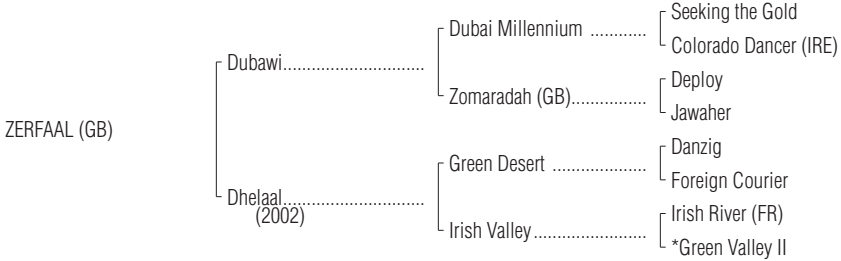 Seeking the Gold
Dubai Millennium ............
Colorado Dancer (IRE)
Dubawi..............................
Deploy
Zomaradah (GB)................
Jawaher
ZERFAAL (GB)
Danzig
Green Desert ....................
Foreign Courier
Dhelaal..............................
(2002)
Irish River (FR)
Irish Valley........................
*Green Valley II